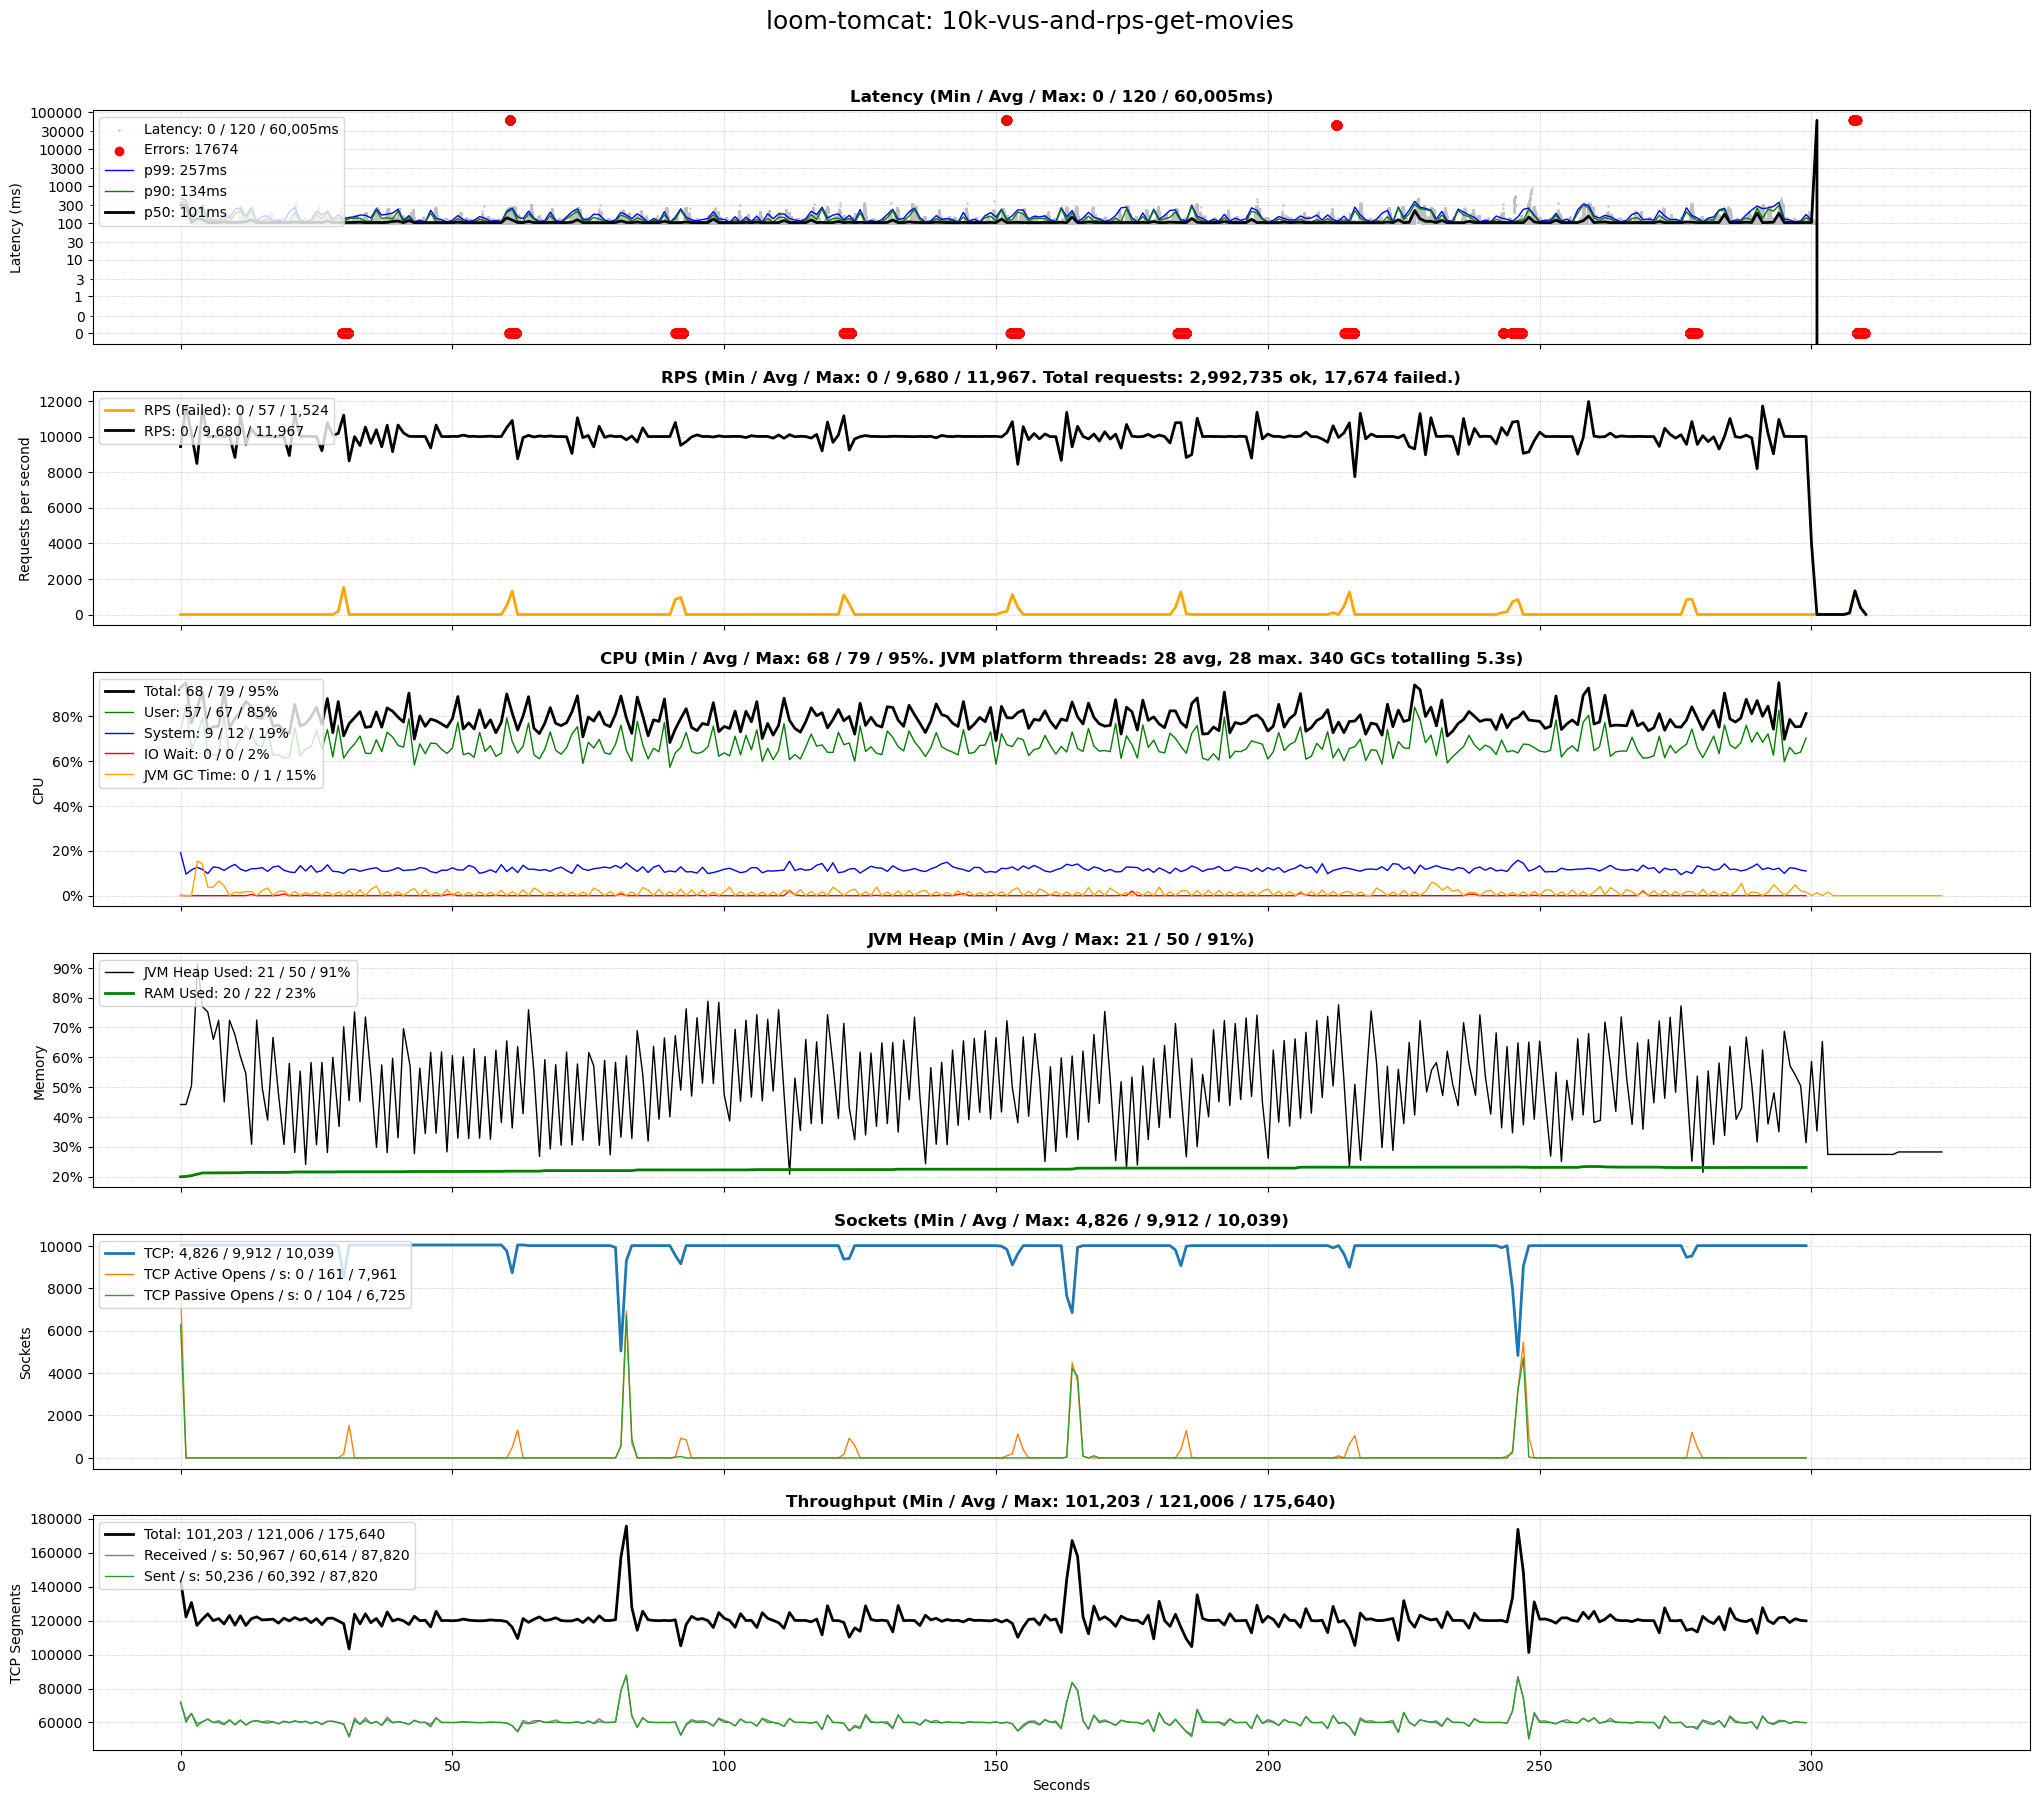 loom-tomcat: 10k-vus-and-rps-get-movies
Latency (Min / Avg / Max: 0 / 120 / 60,005ms)
Latency (ms)
100000
30000
10000
3000
1000
300
100
30
10
3
1
0
0
Latency: 0 / 120 / 60,005ms
Errors: 17674
p99: 257ms
p90: 134ms
p50: 101ms
RPS (Min / Avg / Max: 0 / 9,680 / 11,967. Total requests: 2,992,735 ok, 17,674 failed.)
Requests per second
12000
10000
8000
6000
4000
2000
0
RPS (Failed): 0 / 57 / 1,524
RPS: 0 / 9,680 / 11,967
CPU (Min / Avg / Max: 68 / 79 / 95%. JVM platform threads: 28 avg, 28 max. 340 GCs totalling 5.3s)
CPU
80%
60%
40%
20%
0%
Total: 68 / 79 / 95%
User: 57 / 67 / 85%
System: 9 / 12 / 19%
IO Wait: 0 / 0 / 2%
JVM GC Time: 0 / 1 / 15%
JVM Heap (Min / Avg / Max: 21 / 50 / 91%)
Memory
90%
80%
70%
60%
50%
40%
30%
20%
JVM Heap Used: 21 / 50 / 91%
RAM Used: 20 / 22 / 23%
Sockets (Min / Avg / Max: 4,826 / 9,912 / 10,039)
Sockets
10000
8000
6000
4000
2000
0
TCP: 4,826 / 9,912 / 10,039
TCP Active Opens / s: 0 / 161 / 7,961
TCP Passive Opens / s: 0 / 104 / 6,725
Throughput (Min / Avg / Max: 101,203 / 121,006 / 175,640)
TCP Segments
180000
160000
140000
120000
100000
80000
60000
Total: 101,203 / 121,006 / 175,640
Received / s: 50,967 / 60,614 / 87,820
Sent / s: 50,236 / 60,392 / 87,820
0
50
100
150
200
250
300
Seconds